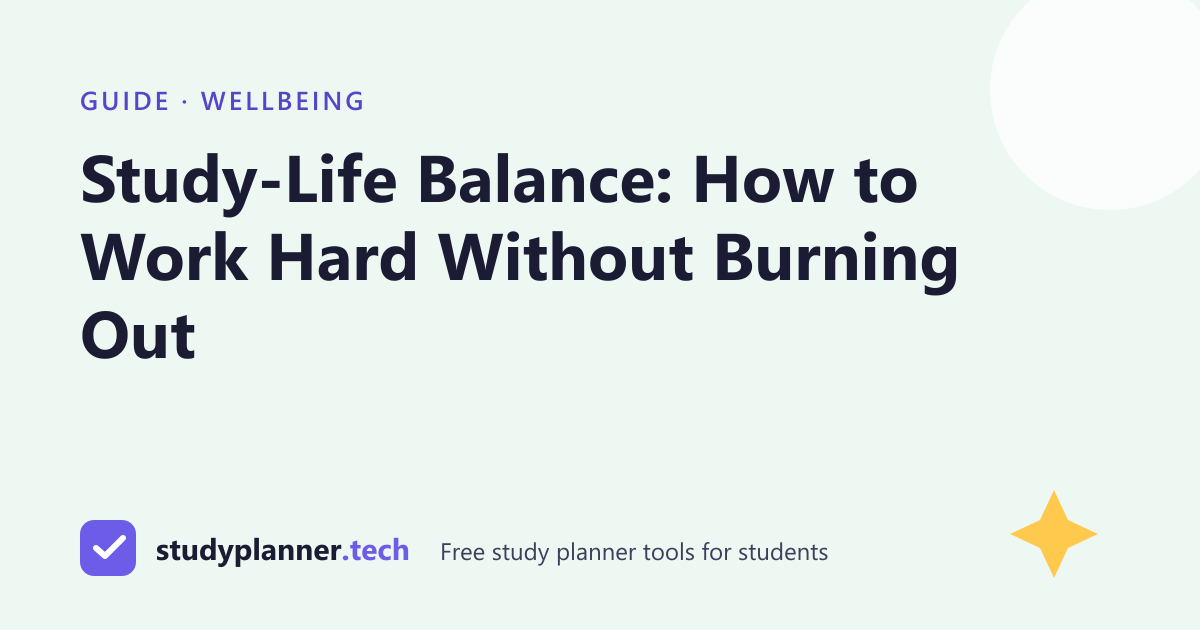 GUIDE · WELLBEING
Study-Life Balance: How to
Work Hard Without Burning
Out
studyplanner.tech
Free study planner tools for students